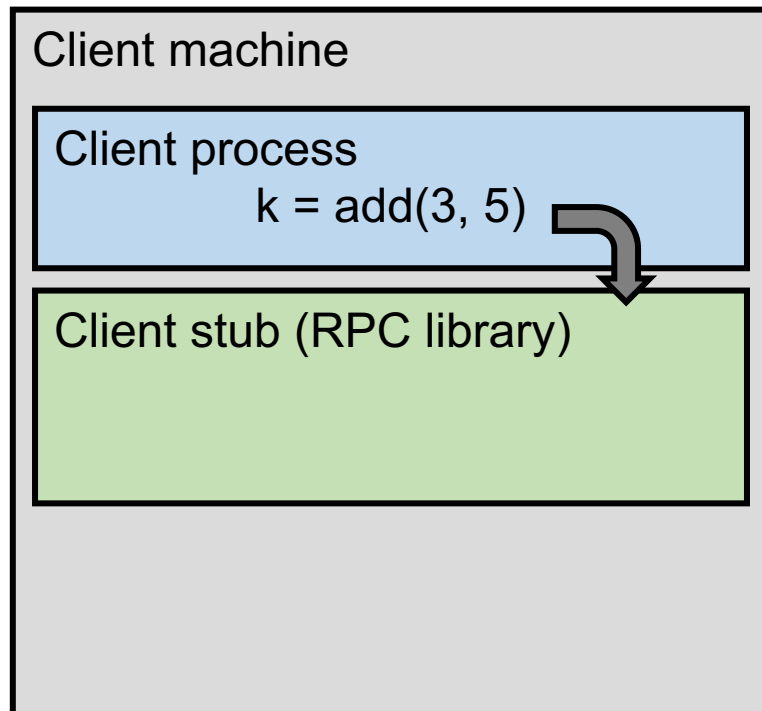 Client machine
Client process
k = add(3, 5)
Client stub (RPC library)